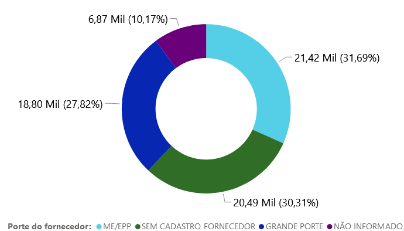 6,87 Mil (10,17%)
21,42 Mil (31,69%)
18,80 Mil (27,82%)
20,49 Mil (30,31%)
Porte do fornecedor: ME/EPP SEM CADASTRO FORNECEDOR GRANDE PORTE NÃO INFORMADO